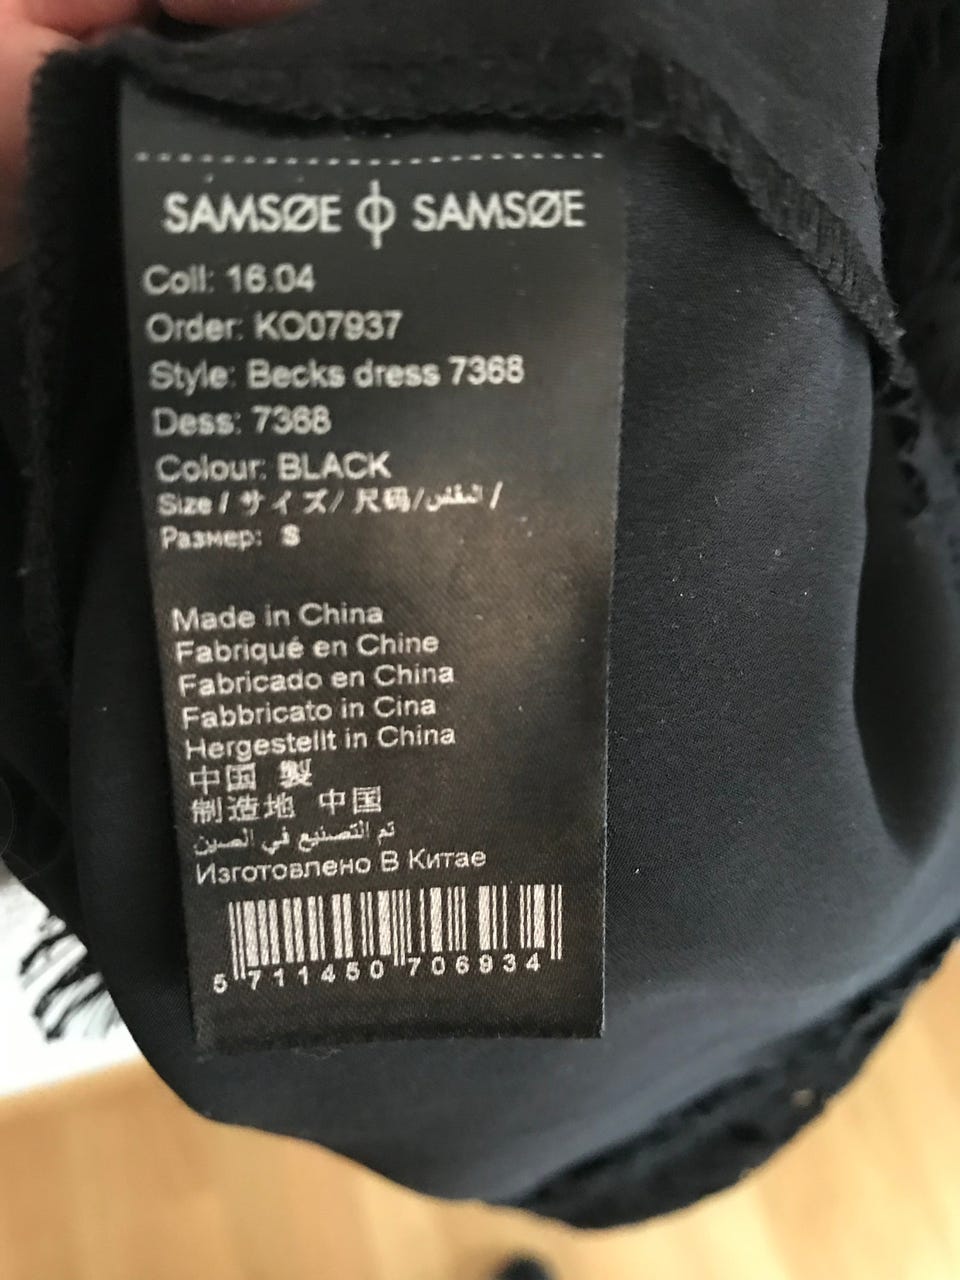 SAMSØE ϕ SAMSØE
Coll: 16.04
Order: KO07937
Style: Becks dress 7368
Dess: 7368
Colour: BLACK
Size / サイズ/ 尺码/ /
Размер: S
Made in China
Fabriqué en Chine
Fabricado en China
Fabbricato in Cina
Hergestellt in China
中国 製
制造地 中国
تم التصنيع في الصين
Изготовлено В Китае
5 711450 706934